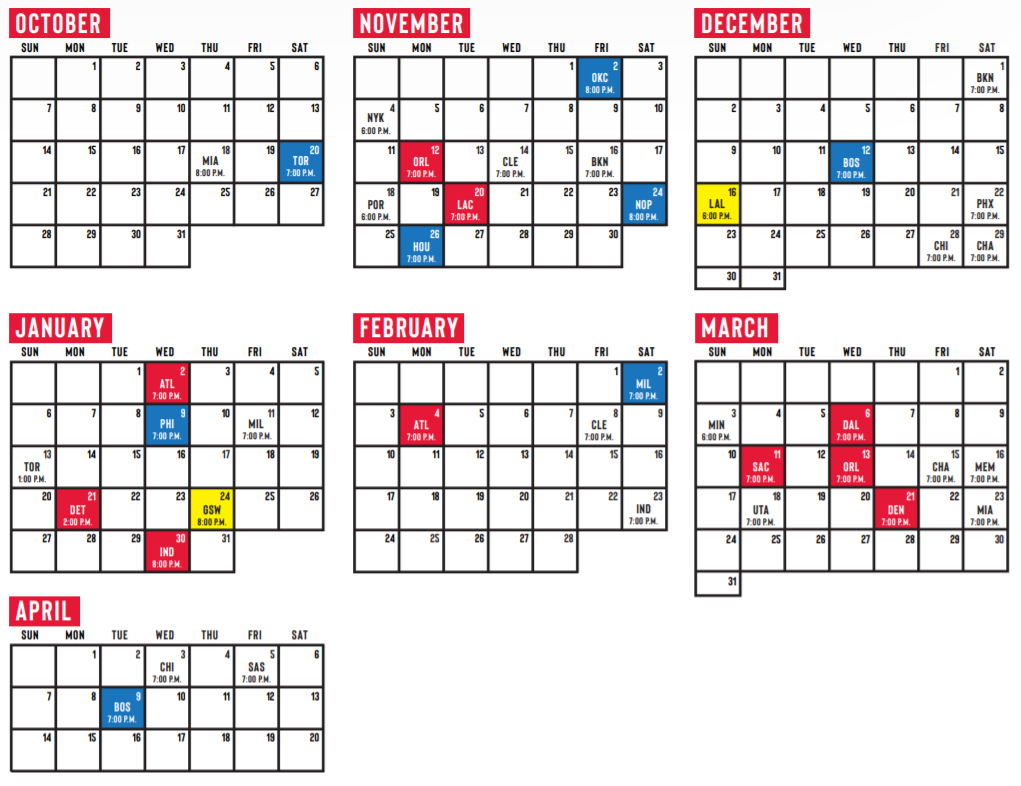 OCTOBER
SUN MON TUE WED THU FRI SAT
1 2 3 4 5 6
7 8 9 10 11 12 13
14 15 16 17 18 19 20
MIA TOR
8:00 P.M. 7:00 P.M.
21 22 23 24 25 26 27
28 29 30 31
NOVEMBER
SUN MON TUE WED THU FRI SAT
1 2 3
OKC
8:00 P.M.
4 5 6 7 8 9 10
NYK
6:00 P.M.
11 12 13 14 15 16 17
ORL CLE BKN
7:00 P.M. 7:00 P.M. 7:00 P.M.
18 19 20 21 22 23 24
POR LAC NOP
6:00 P.M. 7:00 P.M. 8:00 P.M.
25 26 27 28 29 30
HOU
7:00 P.M.
DECEMBER
SUN MON TUE WED THU FRI SAT
1
BKN
7:00 P.M.
2 3 4 5 6 7 8
9 10 11 12 13 14 15
BOS
7:00 P.M.
16 17 18 19 20 21 22
LAL PHX
6:00 P.M. 7:00 P.M.
23 24 25 26 27 28 29
CHI CHA
7:00 P.M. 7:00 P.M.
30 31
JANUARY
SUN MON TUE WED THU FRI SAT
1 2 3 4 5
ATL
7:00 P.M.
6 7 8 9 10 11 12
PHI MIL
7:00 P.M. 7:00 P.M.
13 14 15 16 17 18 19
TOR
1:00 P.M.
20 21 22 23 24 25 26
DET GSW
2:00 P.M. 8:00 P.M.
27 28 29 30 31
IND
8:00 P.M.
FEBRUARY
SUN MON TUE WED THU FRI SAT
1 2
MIL
7:00 P.M.
3 4 5 6 7 8 9
ATL CLE
7:00 P.M. 7:00 P.M.
10 11 12 13 14 15 16
17 18 19 20 21 22 23
IND
7:00 P.M.
24 25 26 27 28
MARCH
SUN MON TUE WED THU FRI SAT
1 2
3 4 5 6 7 8 9
MIN DAL
6:00 P.M. 7:00 P.M.
10 11 12 13 14 15 16
SAC ORL CHA MEM
7:00 P.M. 7:00 P.M. 7:00 P.M. 7:00 P.M.
17 18 19 20 21 22 23
UTA DEN MIA
7:00 P.M. 7:00 P.M. 7:00 P.M.
24 25 26 27 28 29 30
31
APRIL
SUN MON TUE WED THU FRI SAT
1 2 3 4 5 6
CHI SAS
7:00 P.M. 7:00 P.M.
7 8 9 10 11 12 13
BOS
7:00 P.M.
14 15 16 17 18 19 20